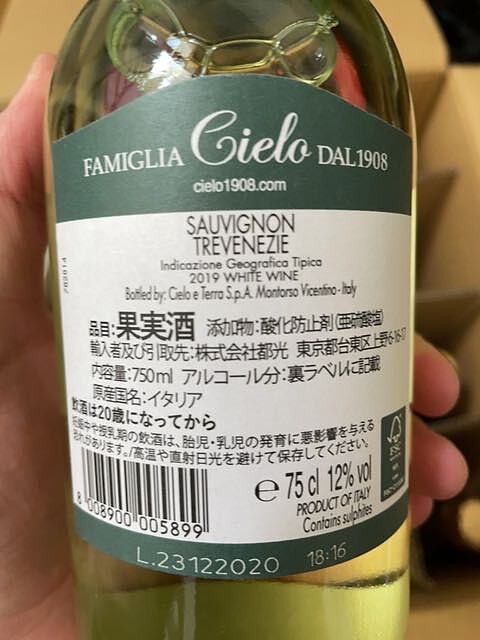 FAMIGLIA Cielo DAL 1908
cielo1908.com
SAUVIGNON
TREVENEZIE
Indicazione Geografica Tipica
2019 WHITE WINE
Bottled by: Cielo e Terra S.p.A. Montorso Vicentino - Italy
品目:果実酒 添加物:酸化防止剤(亜硫酸塩)
輸入者及び引取先:株式会社都光 東京都台東区上野6-16-17
内容量:750ml アルコール分:裏ラベルに記載
原産国名:イタリア
飲酒は20歳になってから
妊娠中や授乳期の飲酒は、胎児・乳児の発育に悪影響を与える
恐れがあります。/高温や直射日光を避けて保存してください。
8 008900 005899
e 75 cl 12% vol
PRODUCT OF ITALY
Contains sulphites
FSC
L.23122020 18:16